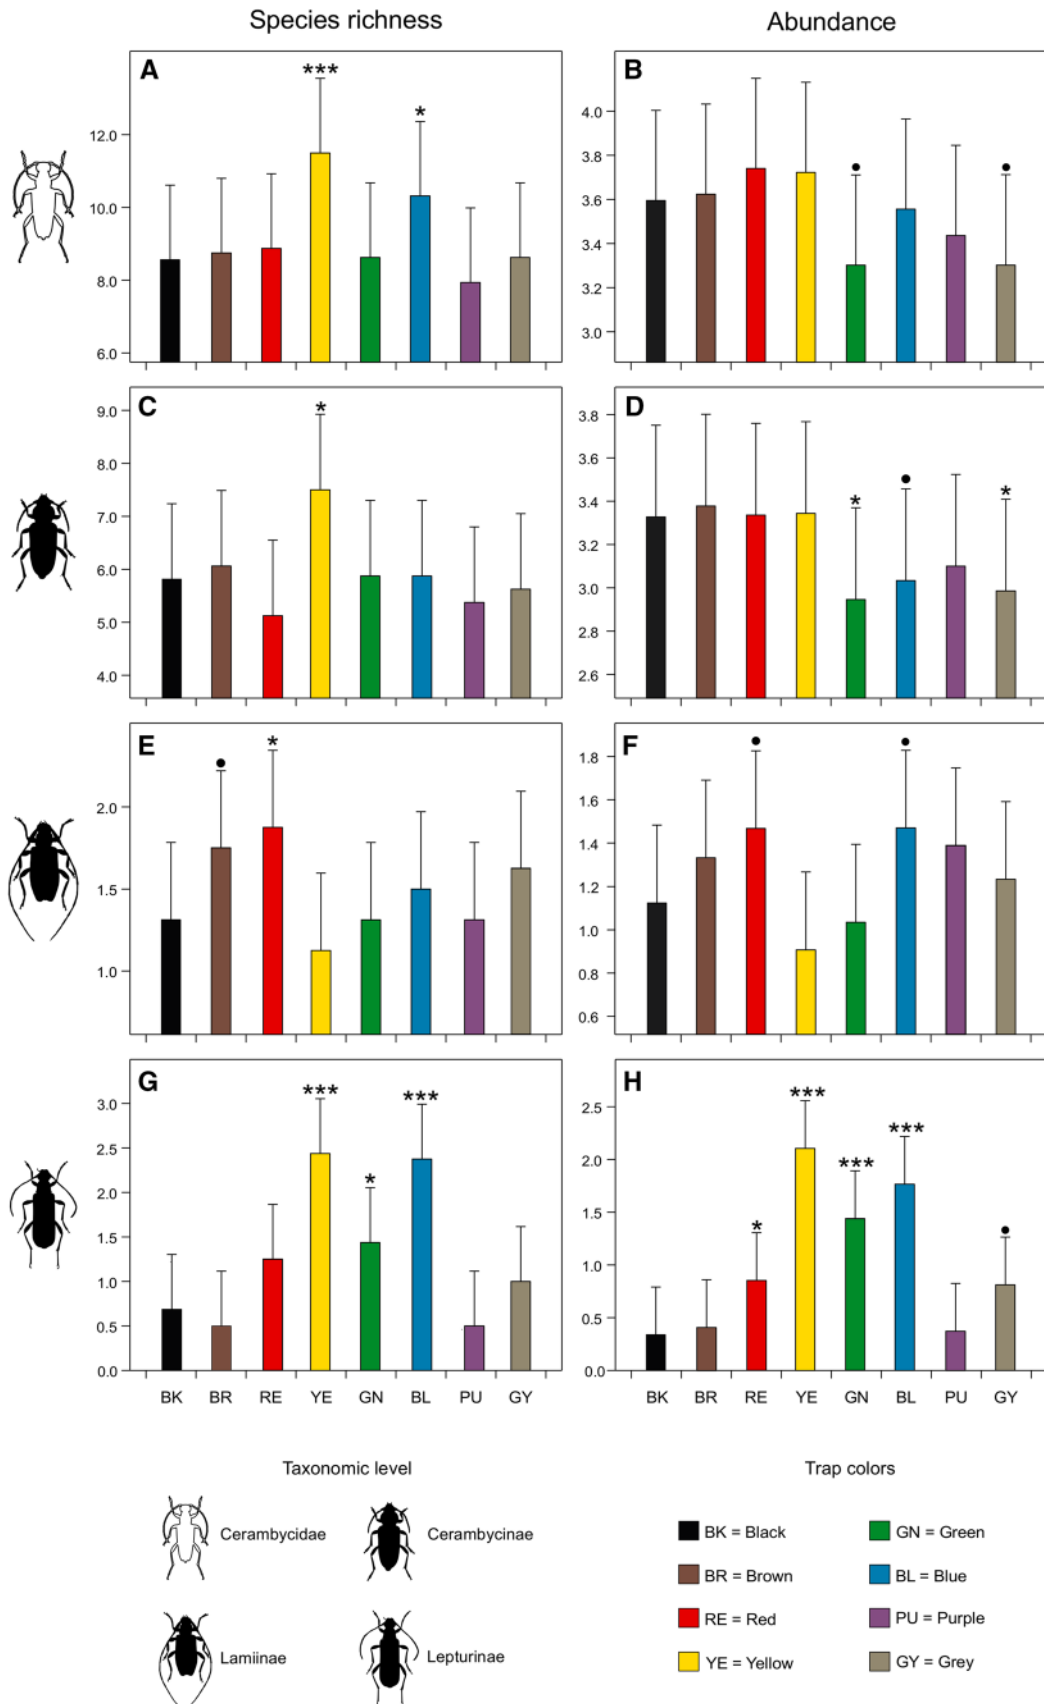 Species richness
Abundance
A
***
*
12.0
10.0
8.0
6.0
B
•
•
4.0
3.8
3.6
3.4
3.2
3.0
C
*
9.0
8.0
7.0
6.0
5.0
4.0
D
*
•
*
3.8
3.6
3.4
3.2
3.0
2.8
2.6
E
•
*
2.0
1.5
1.0
F
•
•
1.8
1.6
1.4
1.2
1.0
0.8
0.6
G
***
*
***
3.0
2.5
2.0
1.5
1.0
0.5
0.0
BK BR RE YE GN BL PU GY
H
*
***
***
***
•
2.5
2.0
1.5
1.0
0.5
0.0
BK BR RE YE GN BL PU GY
Taxonomic level
Cerambycidae
Cerambycinae
Lamiinae
Lepturinae
Trap colors
BK = Black
GN = Green
BR = Brown
BL = Blue
RE = Red
PU = Purple
YE = Yellow
GY = Grey